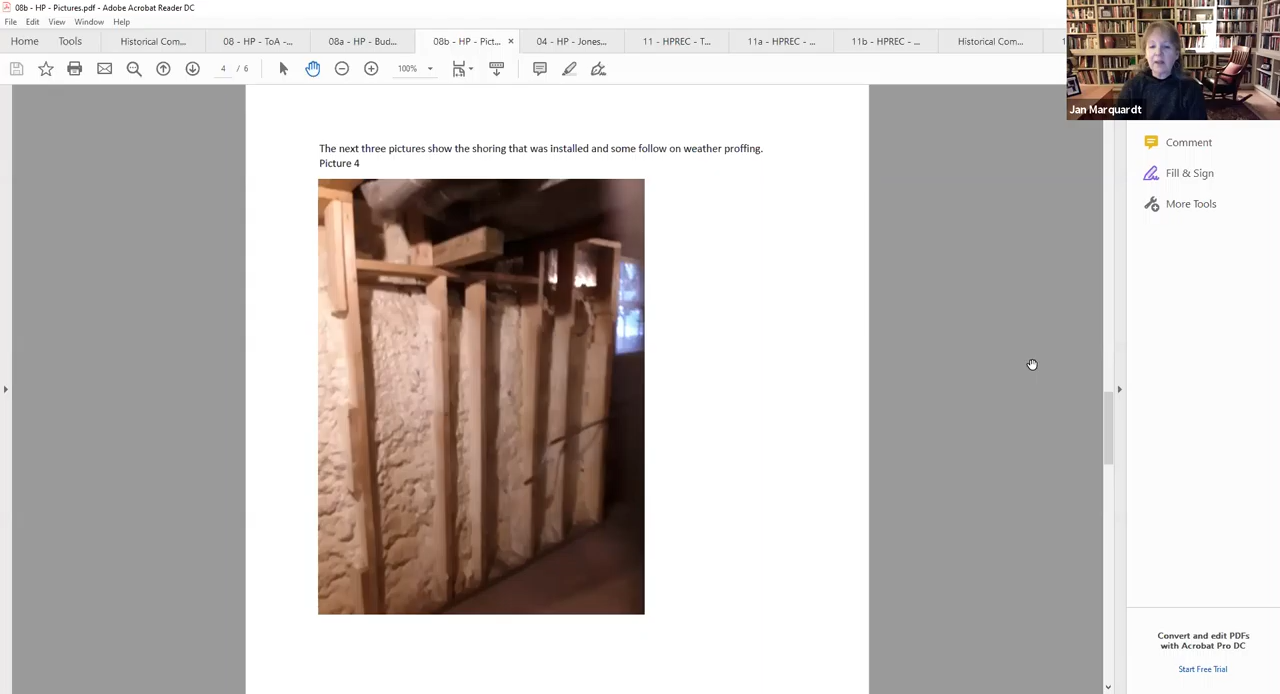 08b - HP - Pictures.pdf - Adobe Acrobat Reader DC
File Edit View Window Help
Home Tools Historical Com... 08 - HP - ToA -... 08a - HP - Bud... 08b - HP - Pict... × 04 - HP - Jones... 11 - HPREC - T... 11a - HPREC - ... 11b - HPREC - ... Historical Com...
4 / 6 100%
Jan Marquardt
The next three pictures show the shoring that was installed and some follow on weather proffing.
Picture 4
Comment
Fill & Sign
More Tools
Convert and edit PDFs
with Acrobat Pro DC
Start Free Trial